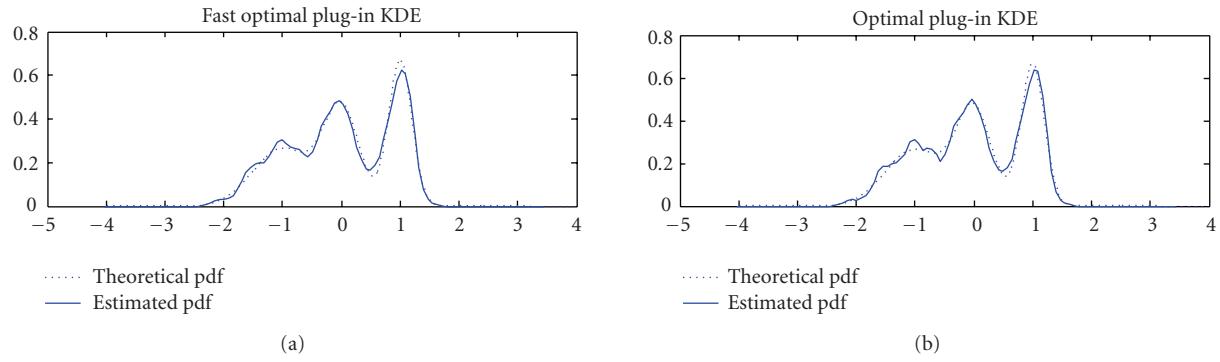 Fast optimal plug-in KDE
0.8
0.6
0.4
0.2
0
−5 −4 −3 −2 −1 0 1 2 3 4
Theoretical pdf
Estimated pdf
(a)
Optimal plug-in KDE
0.8
0.6
0.4
0.2
0
−5 −4 −3 −2 −1 0 1 2 3 4
Theoretical pdf
Estimated pdf
(b)